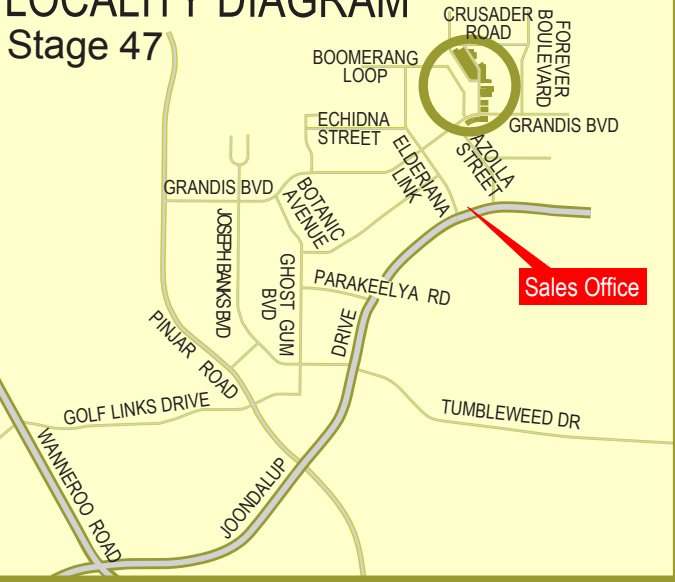 LOCALITY DIAGRAM
Stage 47
CRUSADER
ROAD
FOREVER
BOULEVARD
BOOMERANG
LOOP
ECHIDNA
STREET
GRANDIS BVD
AZOLLA
STREET
ELDERIANA
LINK
GRANDIS BVD
BOTANIC
AVENUE
JOSEPH BANKS BVD
GHOST GUM
BVD
Sales Office
PARAKEELYA RD
PINJAR ROAD
GOLF LINKS DRIVE
TUMBLEWEED DR
WANNEROO ROAD
JOONDALUP DRIVE